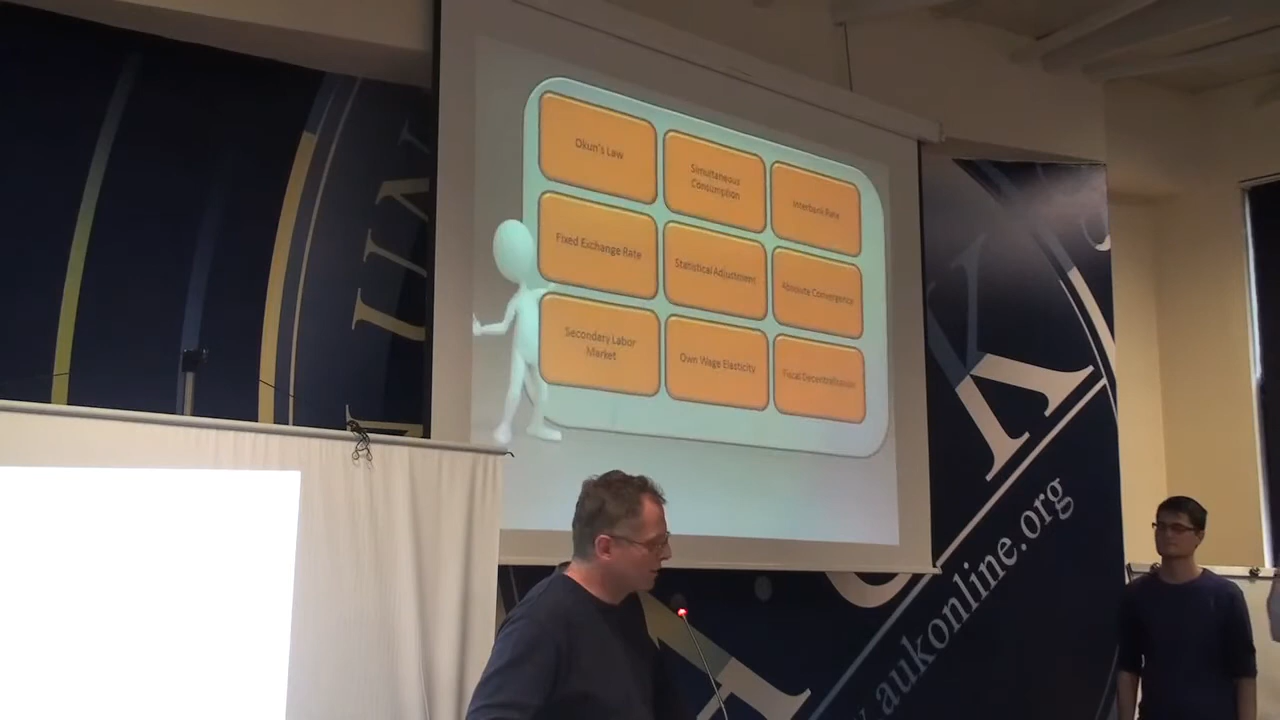 Okun's Law
Simultaneous
Consumption
Interbank Rate
Fixed Exchange Rate
Statistical Adjustment
Absolute Convergence
Secondary Labor
Market
Own Wage Elasticity
Fiscal Decentralization
UN
A
U
K
aukonline.org